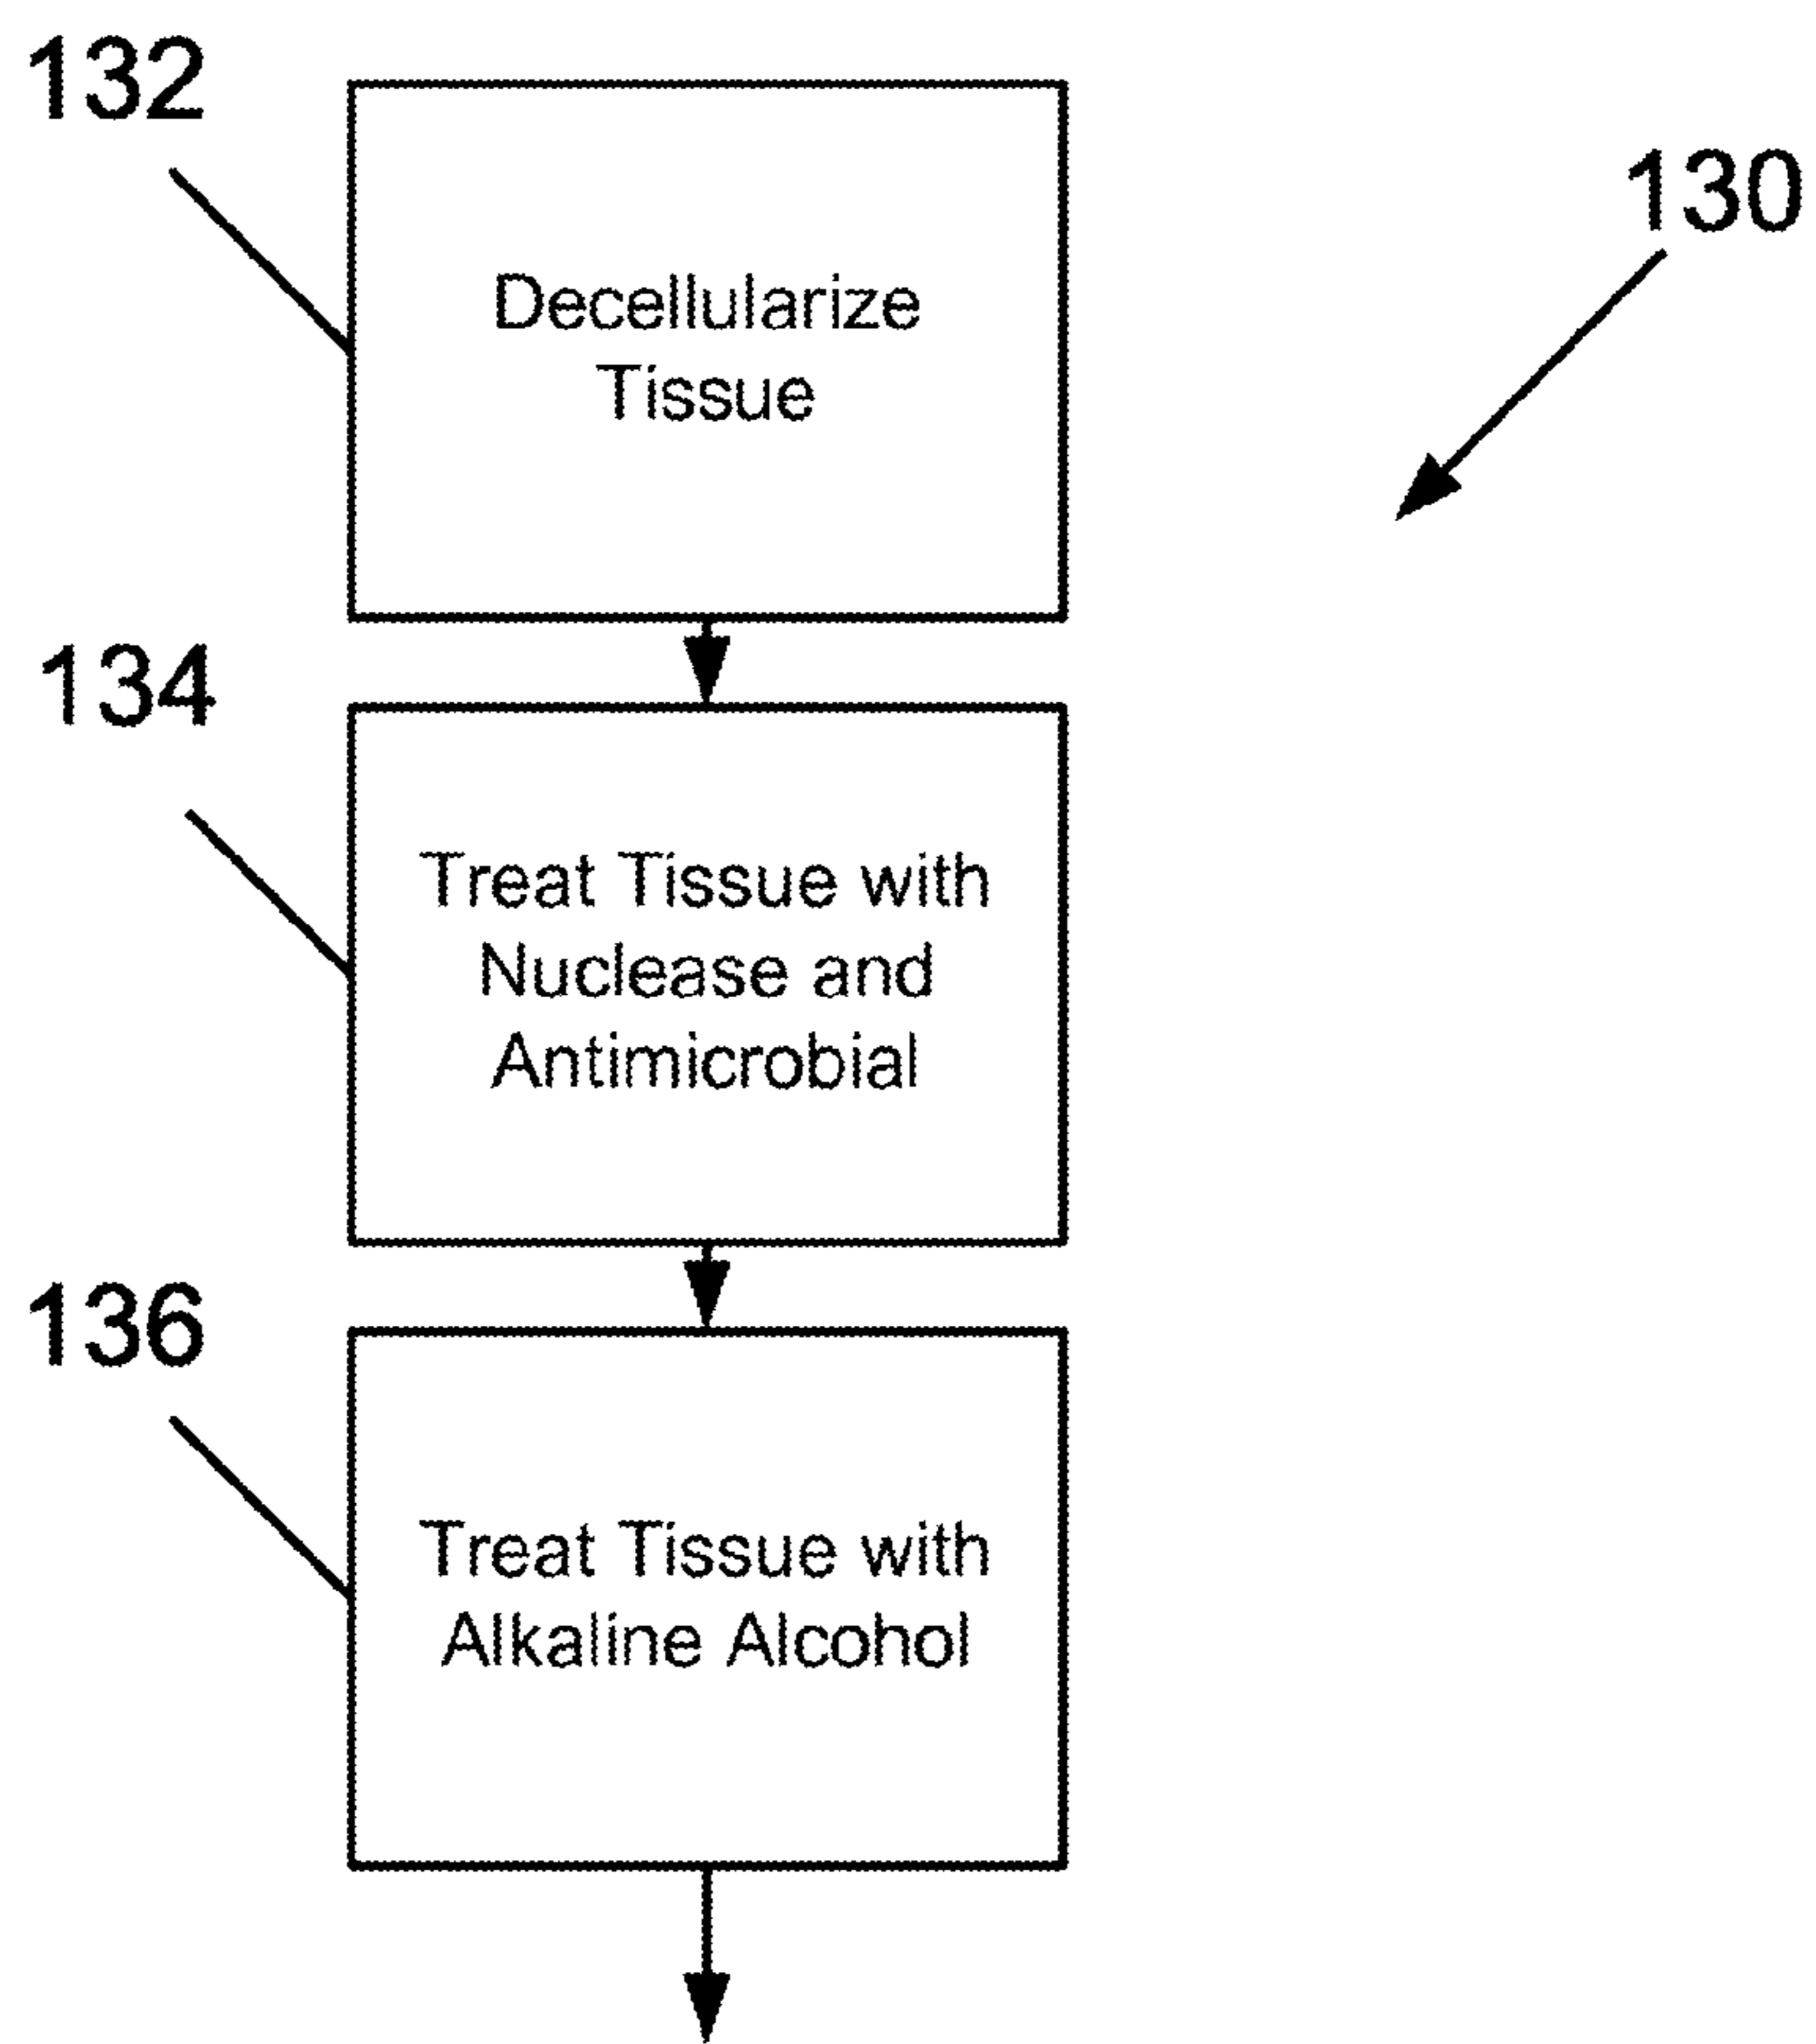 132
130
Decellularize
Tissue
134
Treat Tissue with
Nuclease and
Antimicrobial
136
Treat Tissue with
Alkaline Alcohol